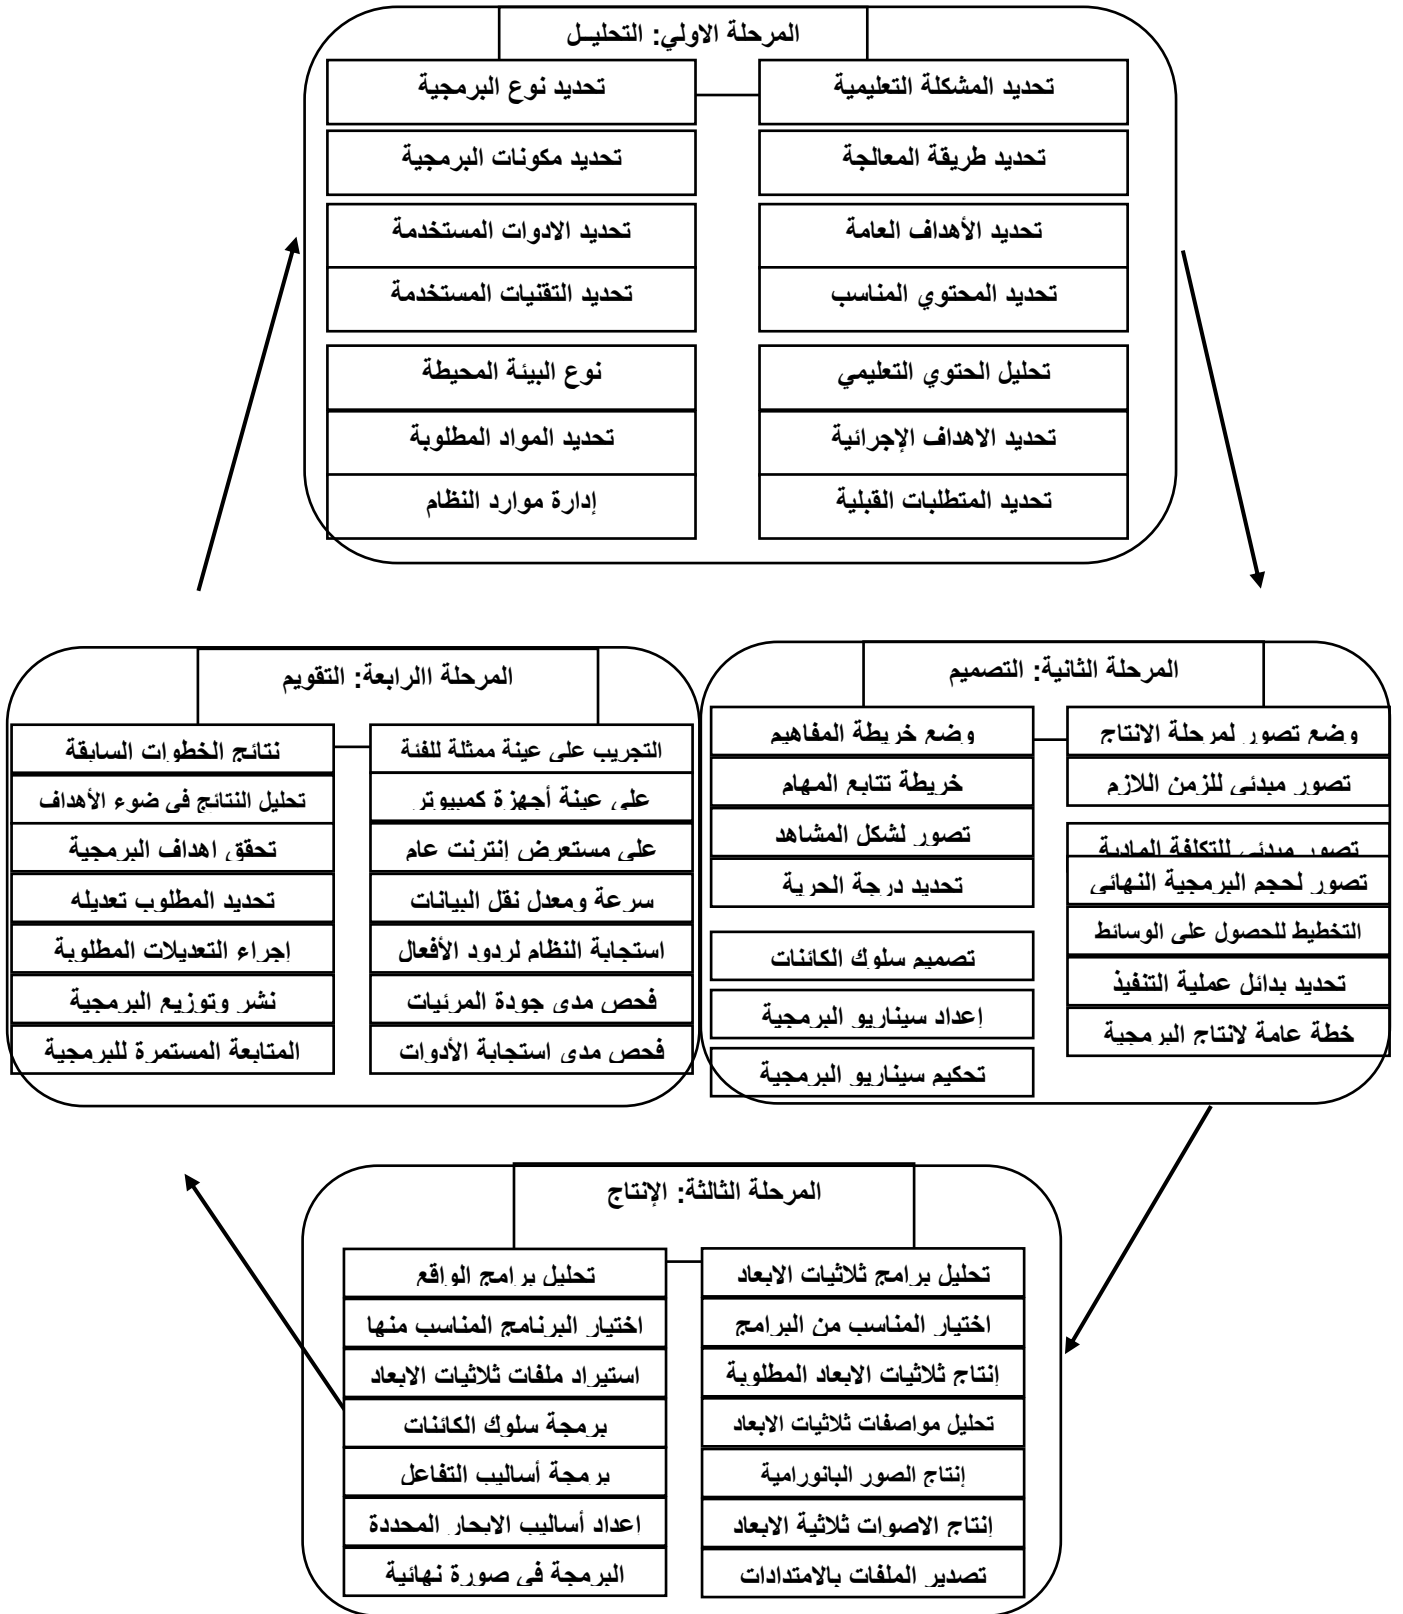 المرحلة الاولي: التحليـل
تحديد المشكلة التعليمية
تحديد طريقة المعالجة
تحديد الأهداف العامة
تحديد المحتوي المناسب
تحليل الحتوي التعليمي
تحديد الاهداف الإجرائية
تحديد المتطلبات القبلية
تحديد نوع البرمجية
تحديد مكونات البرمجية
تحديد الادوات المستخدمة
تحديد التقنيات المستخدمة
نوع البيئة المحيطة
تحديد المواد المطلوبة
إدارة موارد النظام
المرحلة الثانية: التصميم
وضع تصور لمرحلة الانتاج
تصور مبدئي للزمن اللازم
تصور مبدئي للتكلفة المادية
تصور لحجم البرمجية النهائي
التخطيط للحصول على الوسائط
تحديد بدائل عملية التنفيذ
خطة عامة لانتاج البرمجية
وضع خريطة المفاهيم
خريطة تتابع المهام
تصور لشكل المشاهد
تحديد درجة الحرية
تصميم سلوك الكائنات
إعداد سيناريو البرمجية
تحكيم سيناريو البرمجية
المرحلة الثالثة: الإنتاج
تحليل برامج ثلاثيات الابعاد
اختيار المناسب من البرامج
إنتاج ثلاثيات الابعاد المطلوبة
تحليل مواصفات ثلاثيات الابعاد
إنتاج الصور البانورامية
إنتاج الاصوات ثلاثية الابعاد
تصدير الملفات بالامتدادات
تحليل برامج الواقع
اختيار البرنامج المناسب منها
استيراد ملفات ثلاثيات الابعاد
برمجة سلوك الكائنات
برمجة أساليب التفاعل
إعداد أساليب الابحار المحددة
البرمجة في صورة نهائية
المرحلة االرابعة: التقويم
التجريب على عينة ممثلة للفئة
على عينة أجهزة كمبيوتر
على مستعرض إنترنت عام
سرعة ومعدل نقل البيانات
استجابة النظام لردود الأفعال
فحص مدى جودة المرئيات
فحص مدى استجابة الأدوات
نتائج الخطوات السابقة
تحليل النتائج في ضوء الأهداف
تحقق اهداف البرمجية
تحديد المطلوب تعديله
إجراء التعديلات المطلوبة
نشر وتوزيع البرمجية
المتابعة المستمرة للبرمجية